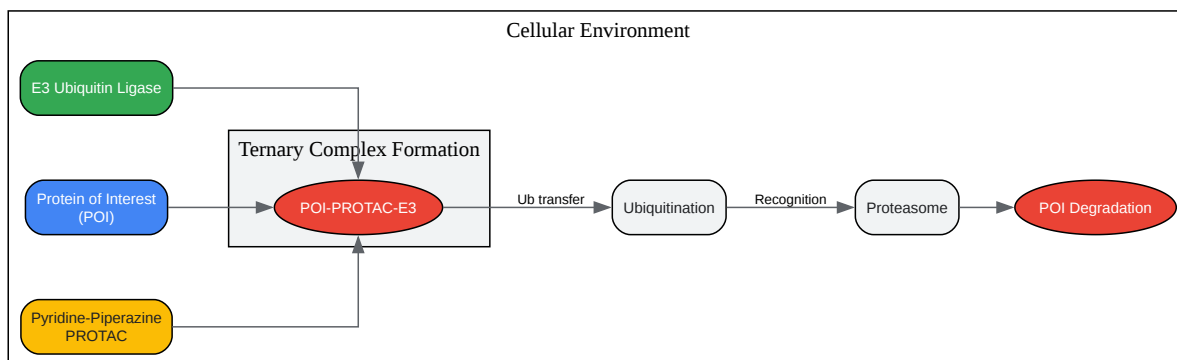 Cellular Environment
E3 Ubiquitin Ligase
Ternary Complex Formation
Protein of Interest
(POI)
POI-PROTAC-E3
Ub transfer
Ubiquitination
Recognition
Proteasome
POI Degradation
Pyridine-Piperazine
PROTAC